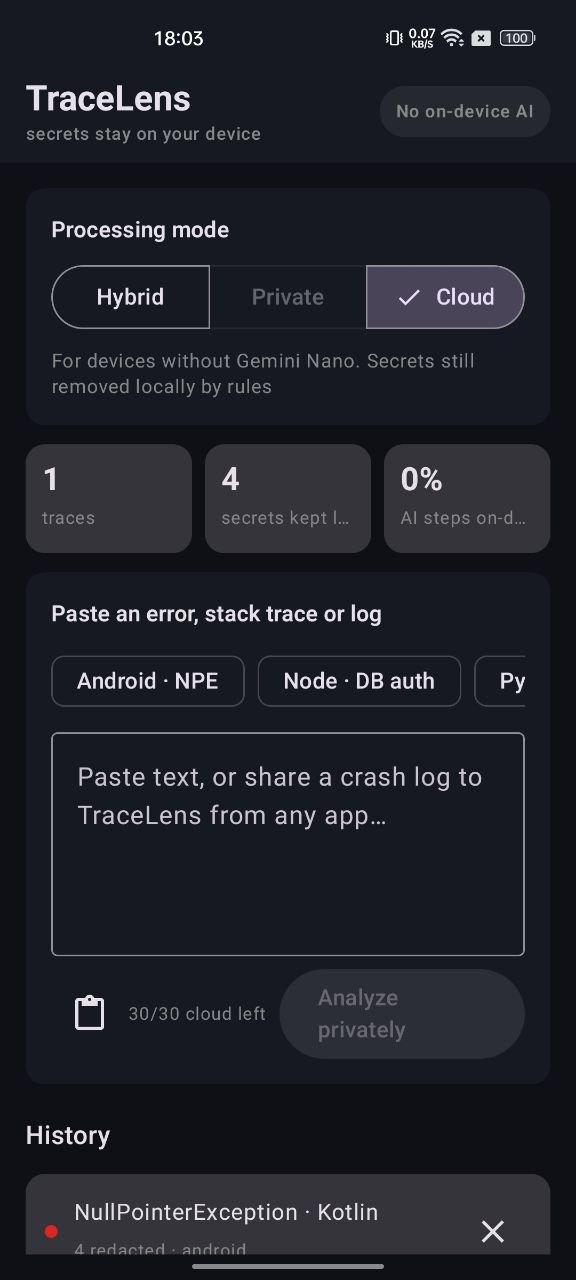 18:03
0.07
KB/S
100
TraceLens
secrets stay on your device
No on-device AI
Processing mode
Hybrid
Private
Cloud
For devices without Gemini Nano. Secrets still
removed locally by rules
1
traces
4
secrets kept l...
0%
AI steps on-d...
Paste an error, stack trace or log
Android · NPE
Node · DB auth
Py
Paste text, or share a crash log to
TraceLens from any app...
30/30 cloud left
Analyze
privately
History
NullPointerException · Kotlin
4 redacted · android